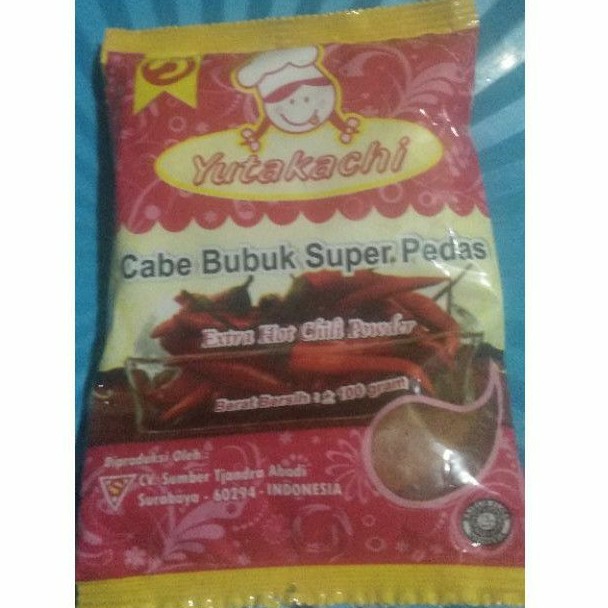 Yutakachi
Cabe Bubuk Super Pedas
Extra Hot Chili Powder
Berat Bersih : ± 100 gram
Diproduksi Oleh :
CV. Sumber Tjandra Abadi
Surabaya - 60294 - INDONESIA